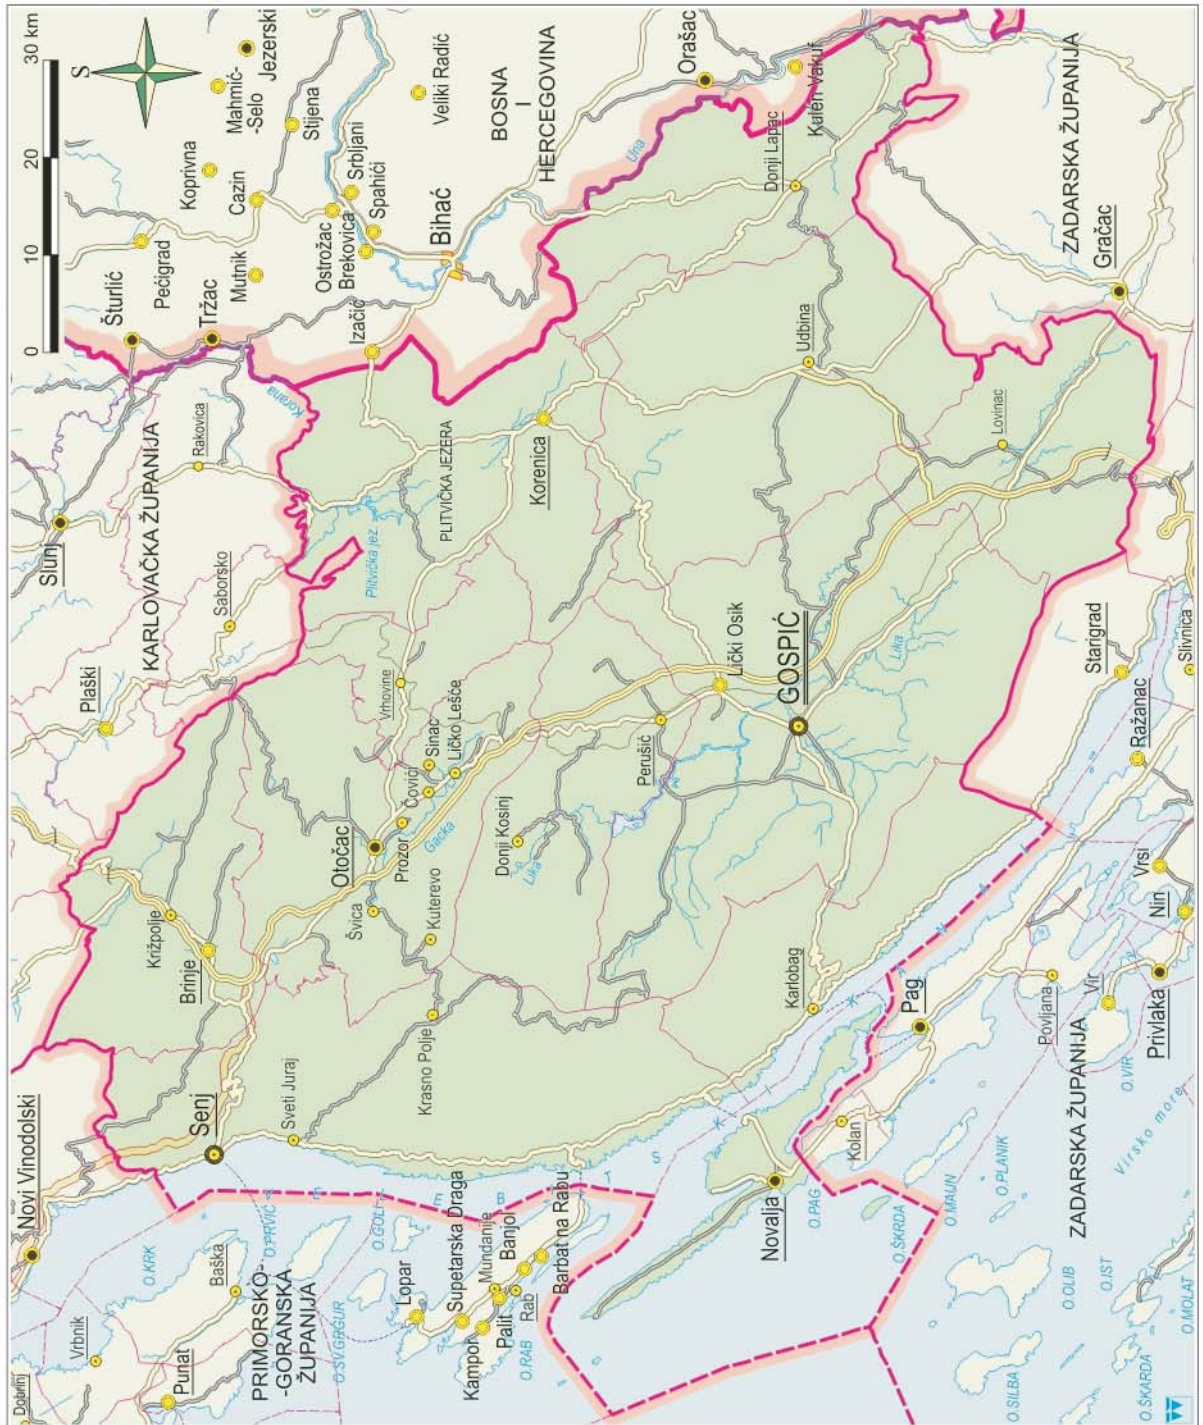 S
0 10 20 30 km
Novi Vinodolski
Dobrinj
Vrbnik
Punat
Baška
O.KRK
O.PRVIĆ
O.GOLI
O.SV.GRGUR
PRIMORSKO-
-GORANSKA
ŽUPANIJA
Lopar
Supetarska Draga
Mundanije
Banjol
Barbat na Rabu
Kampor
Palit
Rab
O.RAB
Senj
Sveti Juraj
Krasno Polje
Križpolje
Brinje
Švica
Kuterevo
Otočac
Prozor
Čovići
Sinac
Ličko Lešće
Gacka
Vrhovine
Donji Kosinj
Lika
Perušić
Lički Osik
GOSPIĆ
Lika
Karlobag
Plaški
Saborsko
KARLOVAČKA ŽUPANIJA
Slunj
Rakovica
Korana
Plitvička jez.
PLITVIČKA JEZERA
Korenica
Udbina
Lovinac
Donji Lapac
Una
Šturlić
Tržac
Pećigrad
Mutnik
Koprivna
Cazin
Mahmić-
-Selo
Jezerski
Stijena
Ostrožac
Brekovica
Srbljani
Spahići
Izačić
Bihać
Veliki Radić
BOSNA
I
HERCEGOVINA
Orašac
Kulen Vakuf
ZADARSKA ŽUPANIJA
Gračac
Starigrad
Slivnica
Ražanac
Vrsi
Nin
Privlaka
Vir
Povljana
O.VIR
Pag
Kolan
Novalja
O.PAG
O.ŠKRDA
O.MAUN
O.PLANIK
ZADARSKA ŽUPANIJA
Virsko more
O.OLIB
O.IST
O.SILBA
O.ŠKARDA
O.MOLAT